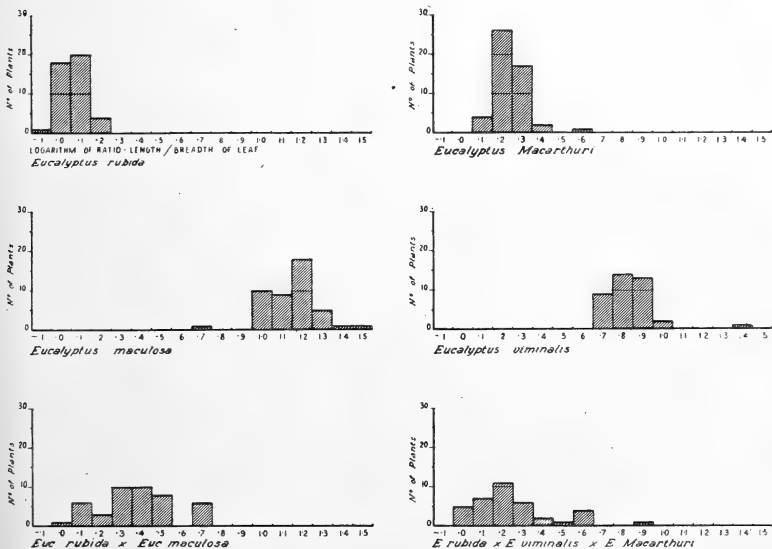 30
20
10
0
Nº of Plants
-·1 ·0 ·1 ·2 ·3 ·4 ·5 ·6 ·7 ·8 ·9 1·0 1·1 1·2 1·3 1·4 1·5
LOGARITHM OF RATIO-LENGTH/BREADTH OF LEAF
Eucalyptus rubida
30
20
10
0
Nº of Plants
-·1 ·0 ·1 ·2 ·3 ·4 ·5 ·6 ·7 ·8 ·9 1·0 1·1 1·2 1·3 1·4 1·5
Eucalyptus Macarthuri
30
20
10
0
Nº of Plants
-·1 ·0 ·1 ·2 ·3 ·4 ·5 ·6 ·7 ·8 ·9 1·0 1·1 1·2 1·3 1·4 1·5
Eucalyptus maculosa
30
20
10
0
Nº of Plants
-·1 ·0 ·1 ·2 ·3 ·4 ·5 ·6 ·7 ·8 ·9 1·0 1·1 1·2 1·3 1·4 ·5
Eucalyptus viminalis
30
20
10
0
Nº of Plants
-·1 ·0 ·1 ·2 ·3 ·4 ·5 ·6 ·7 ·8 ·9 1·0 1·1 1·2 1·3 1·4 1·5
Euc rubida x Euc maculosa
30
20
10
0
Nº of Plants
-·1 ·0 ·1 ·2 ·3 ·4 ·5 ·6 ·7 ·8 ·9 1·0 1·1 1·2 1·3 1·4 1·5
E rubida x E viminalis x E Macarthuri